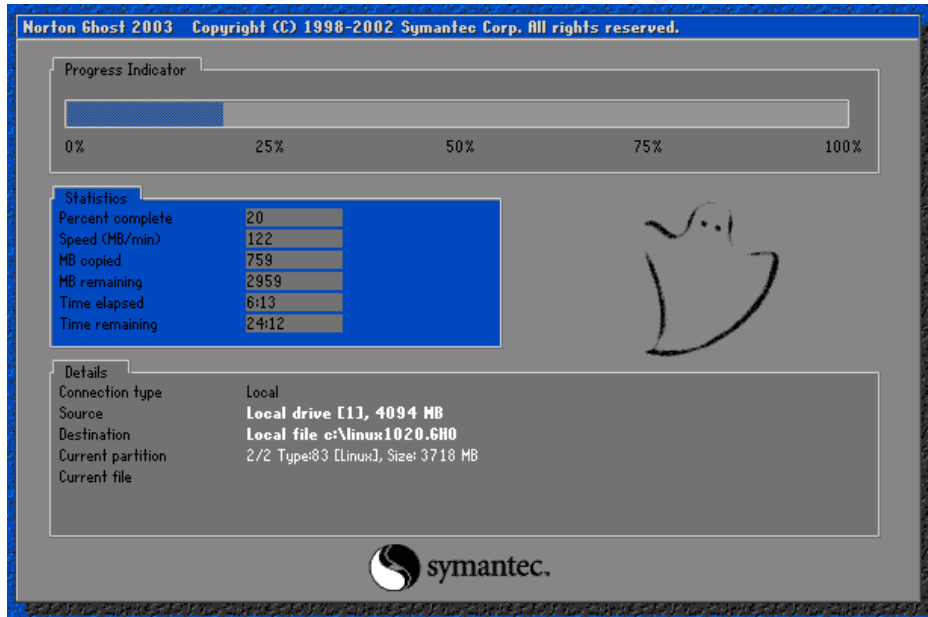 Norton Ghost 2003 Copyright (C) 1998-2002 Symantec Corp. All rights reserved.
Progress Indicator
0% 25% 50% 75% 100%
Statistics
Percent complete 20
Speed (MB/min) 122
MB copied 759
MB remaining 2959
Time elapsed 6:13
Time remaining 24:12
Details
Connection type Local
Source Local drive [1], 4094 MB
Destination Local file c:\linux1020.GHO
Current partition 2/2 Type:83 [Linux], Size: 3718 MB
Current file
symantec.